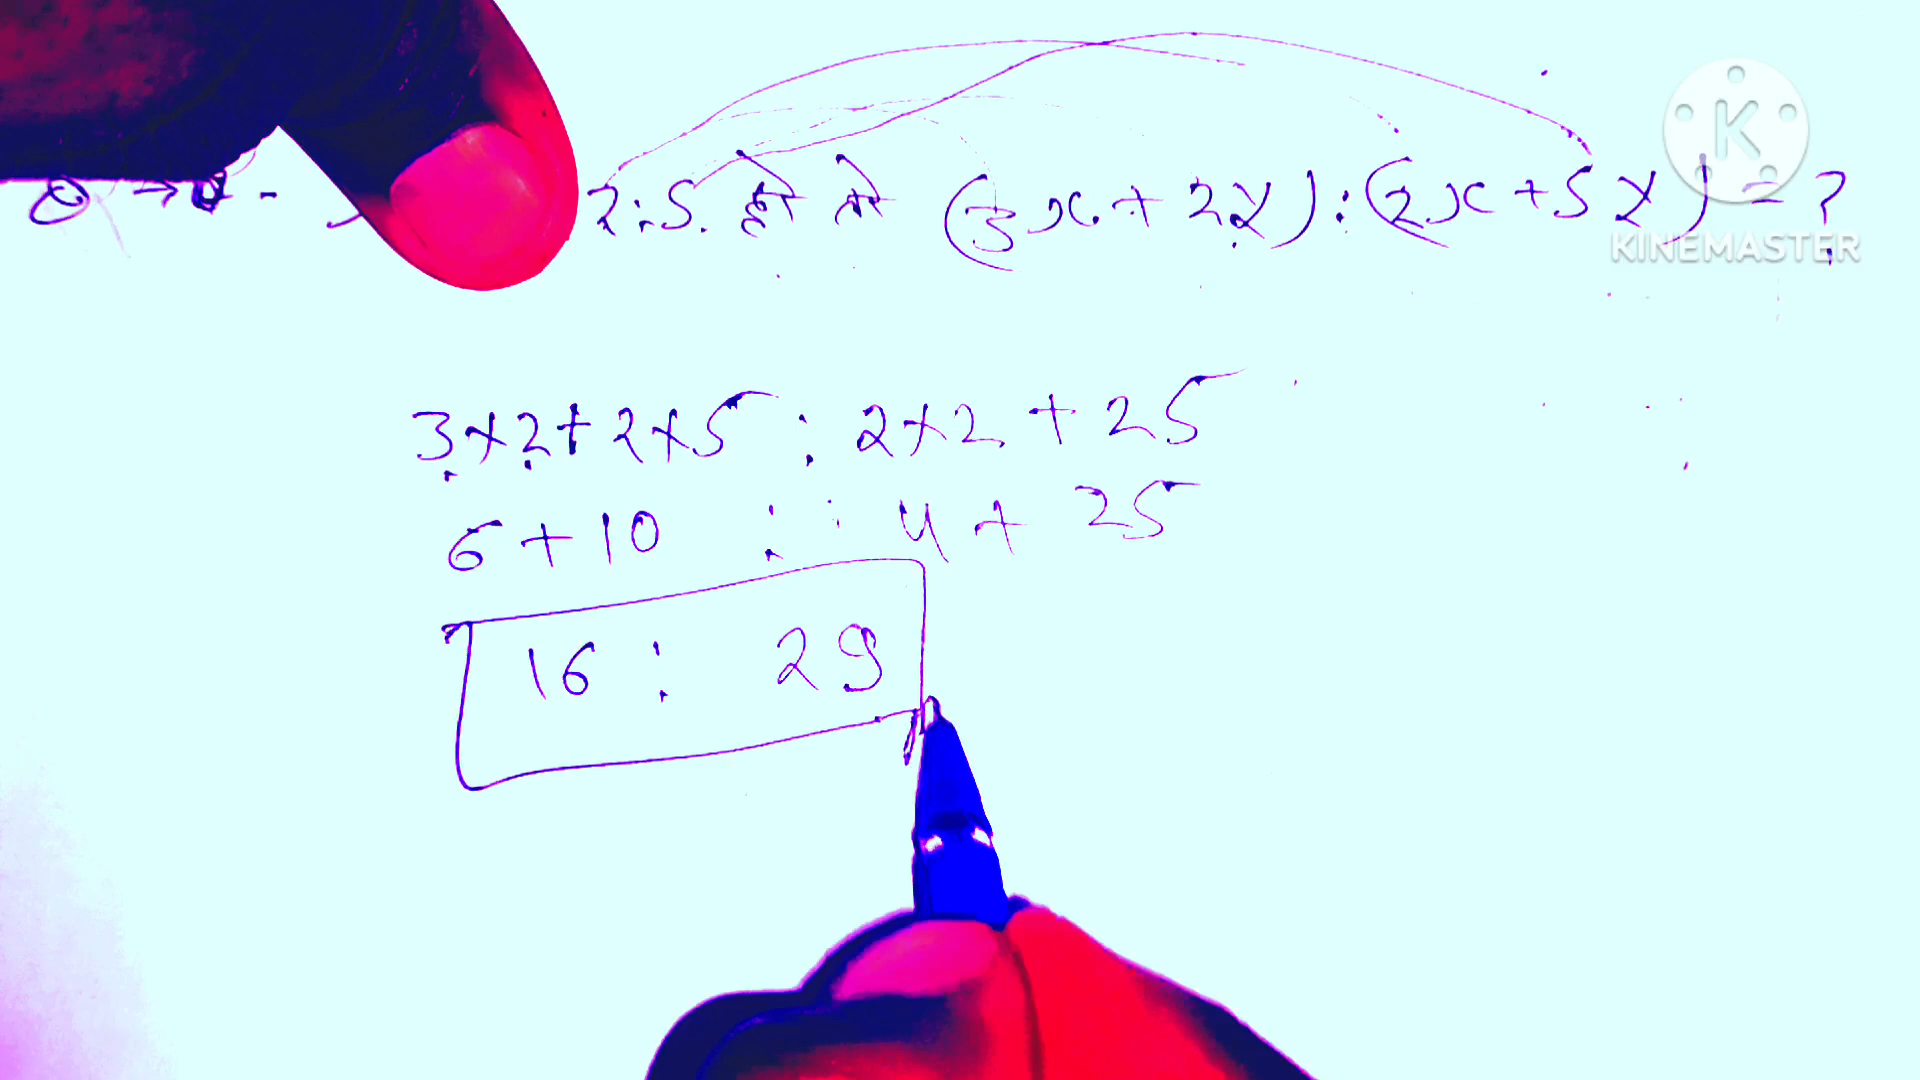 2:5. हो तो (3x + 2y) : (2x + 5y) = ?
K
KINEMASTER
3×2+2×5 : 2×2 + 25
6+10 : 4 + 25
16 : 29